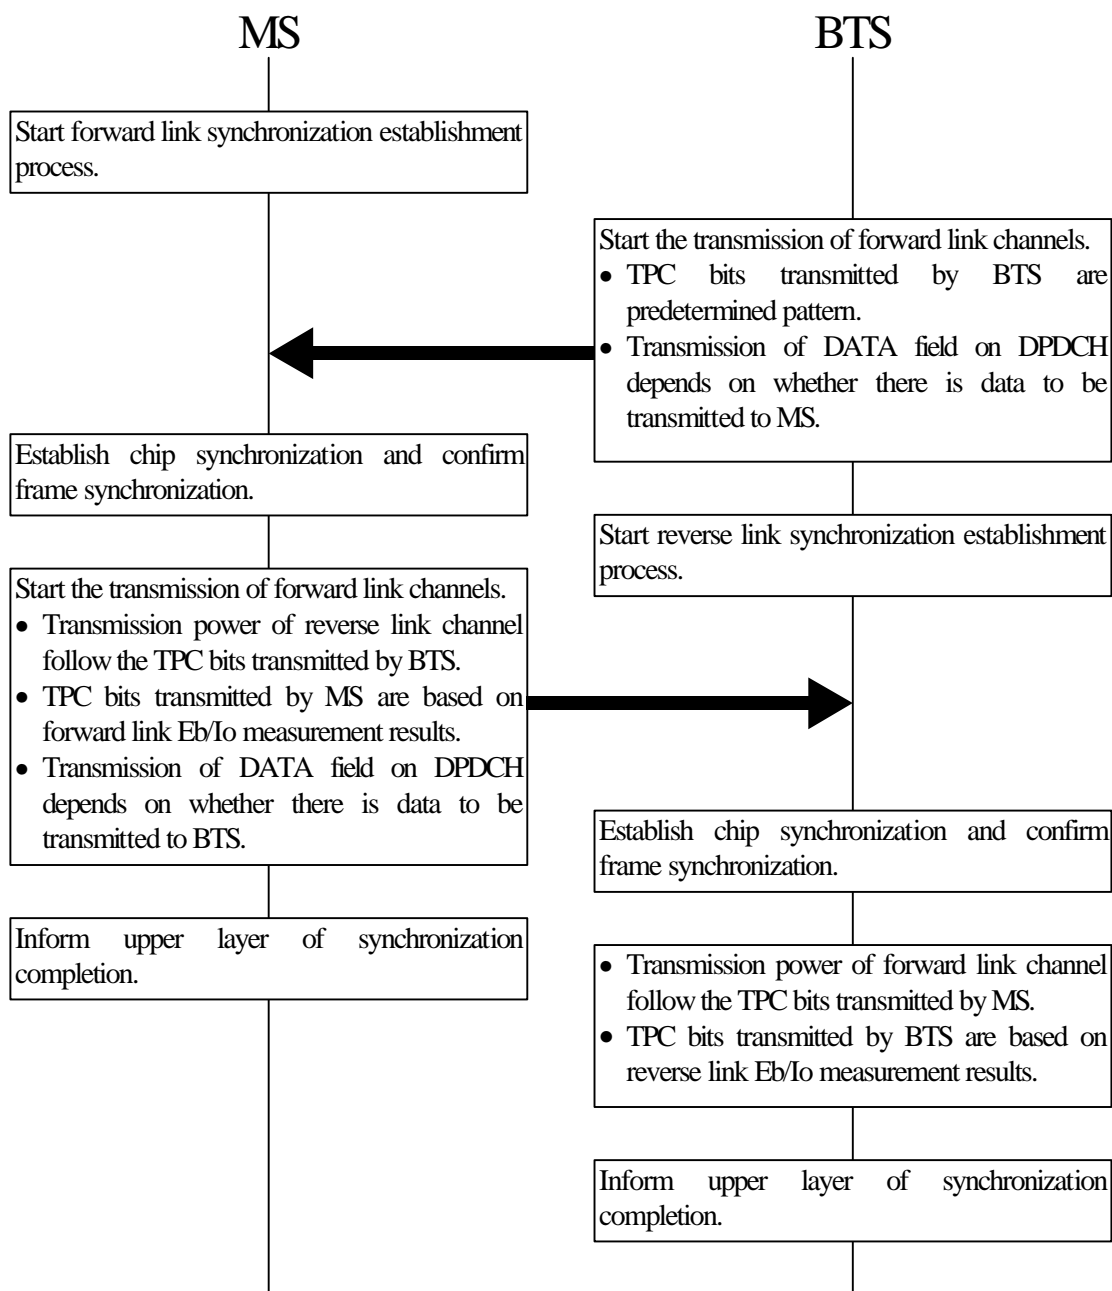 MS
BTS
Start forward link synchronization establishment
process.
Start the transmission of forward link channels.
• TPC bits transmitted by BTS are
predetermined pattern.
• Transmission of DATA field on DPDCH
depends on whether there is data to be
transmitted to MS.
Establish chip synchronization and confirm
frame synchronization.
Start reverse link synchronization establishment
process.
Start the transmission of forward link channels.
• Transmission power of reverse link channel
follow the TPC bits transmitted by BTS.
• TPC bits transmitted by MS are based on
forward link Eb/Io measurement results.
• Transmission of DATA field on DPDCH
depends on whether there is data to be
transmitted to BTS.
Establish chip synchronization and confirm
frame synchronization.
Inform upper layer of synchronization
completion.
• Transmission power of forward link channel
follow the TPC bits transmitted by MS.
• TPC bits transmitted by BTS are based on
reverse link Eb/Io measurement results.
Inform upper layer of synchronization
completion.